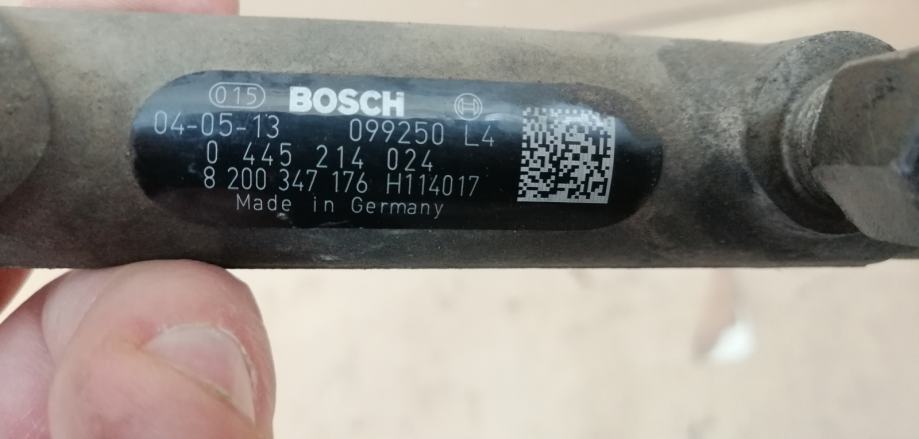 015 BOSCH
04-05-13 099250 L4
0 445 214 024
8 200 347 176 H114017
Made in Germany